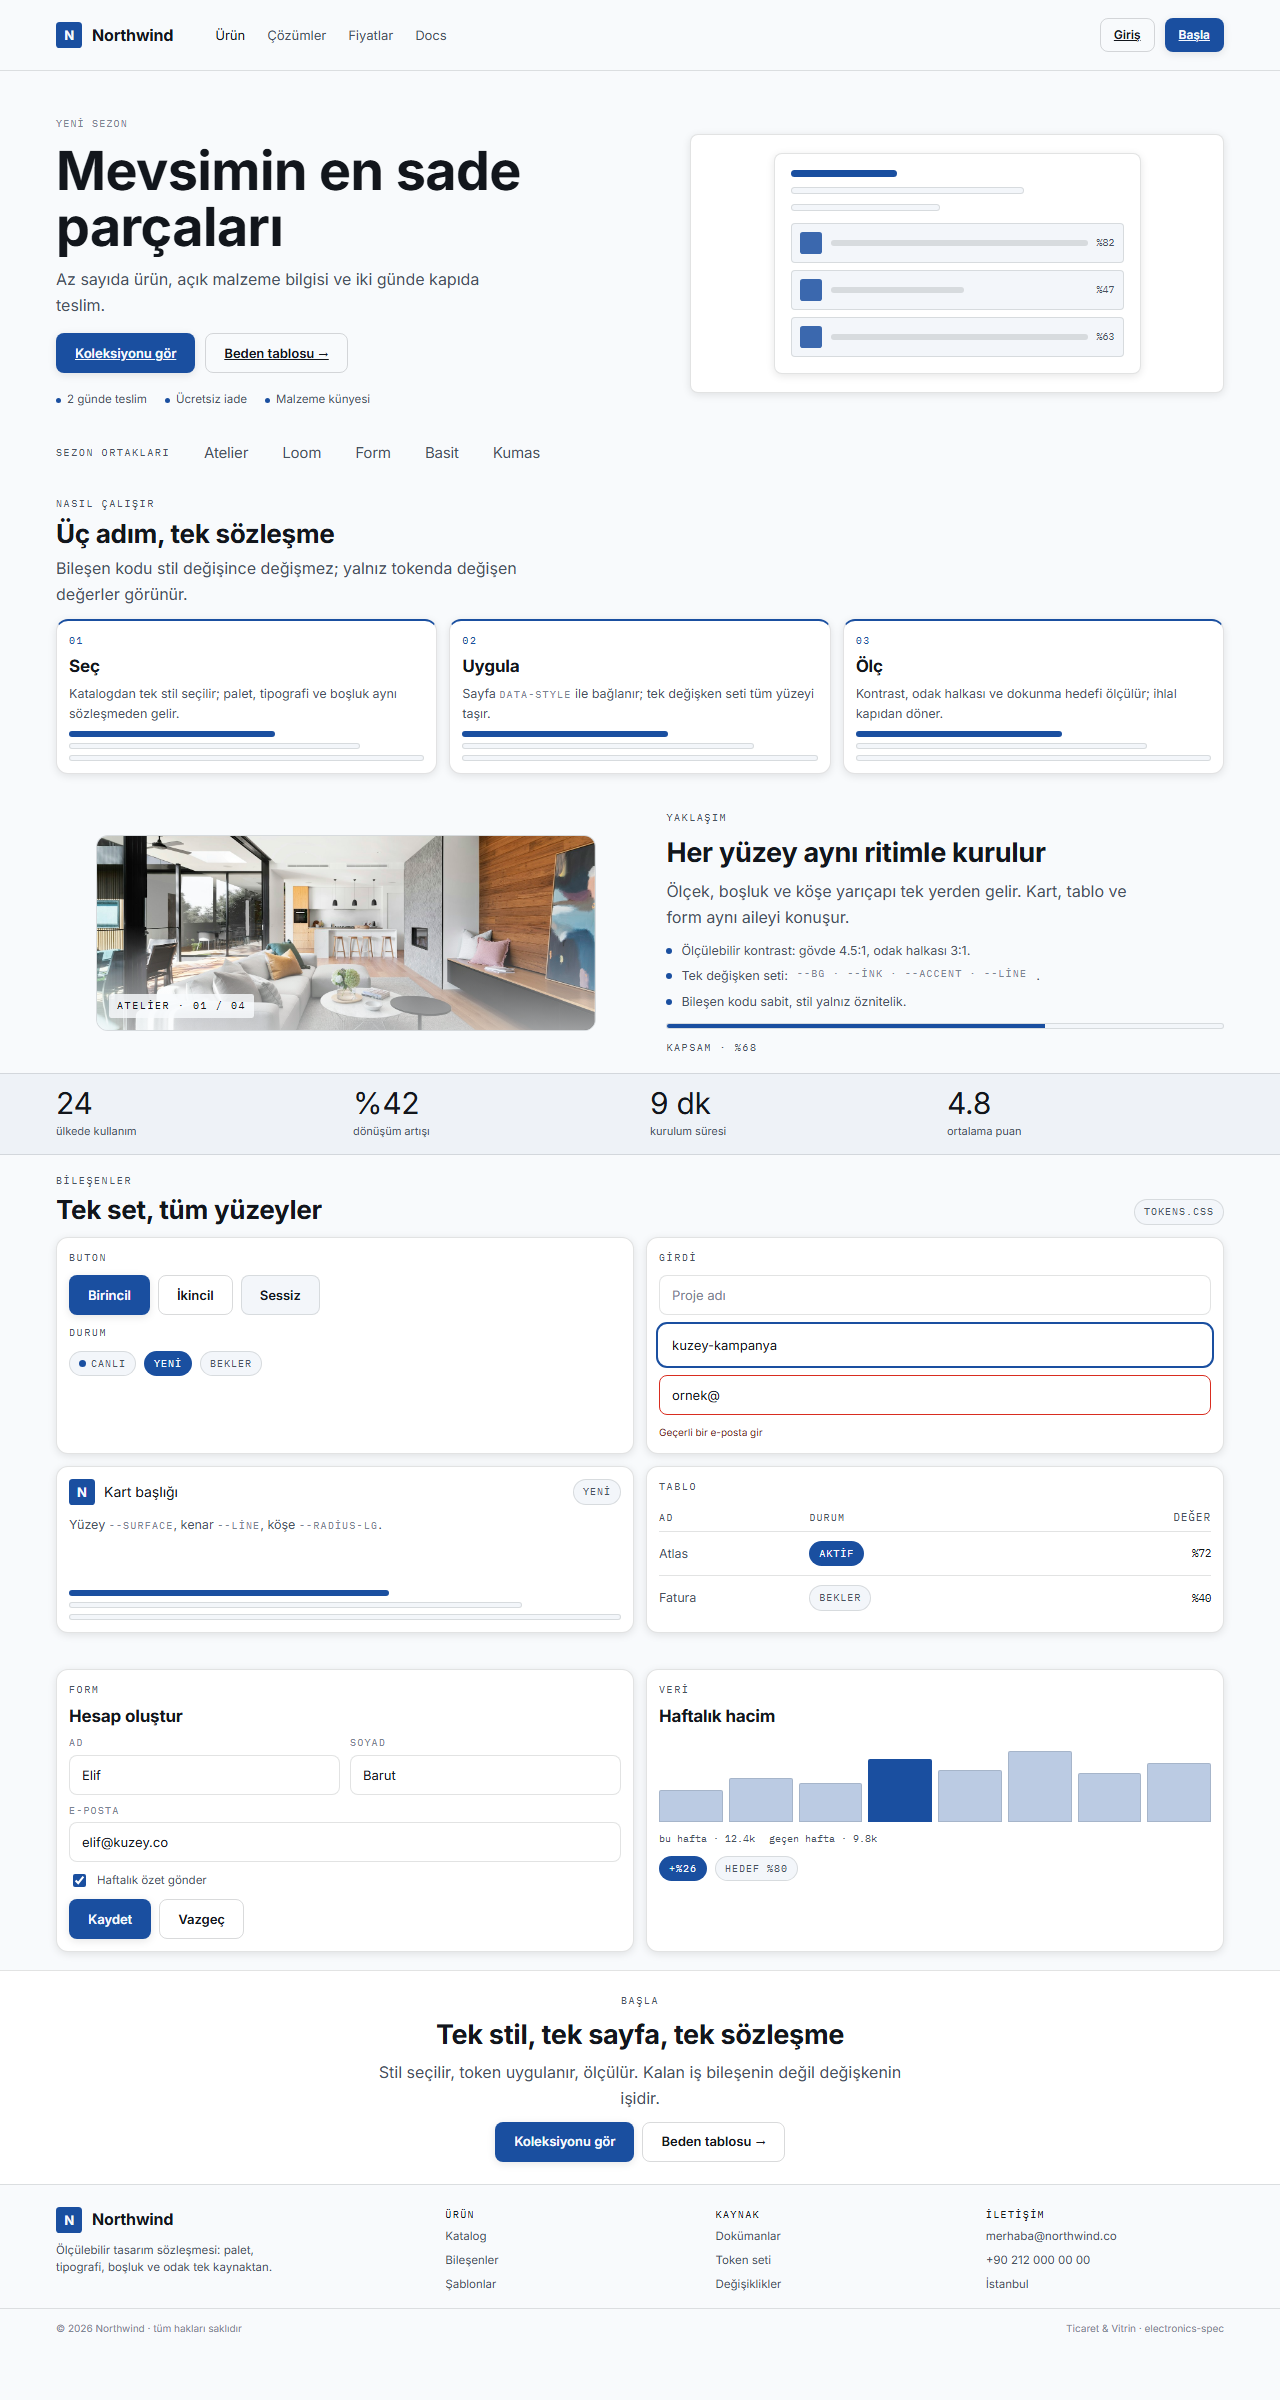 N Northwind Ürün Çözümler Fiyatlar Docs Giriş Başla
YENİ SEZON
Mevsimin en sade
parçaları
Az sayıda ürün, açık malzeme bilgisi ve iki günde kapıda
teslim.
Koleksiyonu gör Beden tablosu →
2 günde teslim Ücretsiz iade Malzeme künyesi
%82
%47
%63
SEZON ORTAKLARI Atelier Loom Form Basit Kumas
NASIL ÇALIŞIR
Üç adım, tek sözleşme
Bileşen kodu stil değişince değişmez; yalnız tokenda değişen
değerler görünür.
01
Seç
Katalogdan tek stil seçilir; palet, tipografi ve boşluk aynı
sözleşmeden gelir.
02
Uygula
Sayfa DATA-STYLE ile bağlanır; tek değişken seti tüm yüzeyi
taşır.
03
Ölç
Kontrast, odak halkası ve dokunma hedefi ölçülür; ihlal
kapıdan döner.
ATELİER · 01 / 04
YAKLAŞIM
Her yüzey aynı ritimle kurulur
Ölçek, boşluk ve köşe yarıçapı tek yerden gelir. Kart, tablo ve
form aynı aileyi konuşur.
Ölçülebilir kontrast: gövde 4.5:1, odak halkası 3:1.
Tek değişken seti: --BG · --İNK · --ACCENT · --LİNE .
Bileşen kodu sabit, stil yalnız öznitelik.
KAPSAM · %68
24
ülkede kullanım
%42
dönüşüm artışı
9 dk
kurulum süresi
4.8
ortalama puan
BİLEŞENLER
Tek set, tüm yüzeyler
TOKENS.CSS
BUTON
Birincil İkincil Sessiz
DURUM
CANLI YENİ BEKLER
GİRDİ
Proje adı
kuzey-kampanya
ornek@
Geçerli bir e-posta gir
N Kart başlığı YENİ
Yüzey --SURFACE, kenar --LİNE, köşe --RADİUS-LG.
TABLO
AD DURUM DEĞER
Atlas AKTİF %72
Fatura BEKLER %40
FORM
Hesap oluştur
AD SOYAD
Elif Barut
E-POSTA
elif@kuzey.co
Haftalık özet gönder
Kaydet Vazgeç
VERİ
Haftalık hacim
bu hafta · 12.4k geçen hafta · 9.8k
+%26 HEDEF %80
BAŞLA
Tek stil, tek sayfa, tek sözleşme
Stil seçilir, token uygulanır, ölçülür. Kalan iş bileşenin değil değişkenin
işidir.
Koleksiyonu gör Beden tablosu →
N Northwind
Ölçülebilir tasarım sözleşmesi: palet,
tipografi, boşluk ve odak tek kaynaktan.
ÜRÜN
Katalog
Bileşenler
Şablonlar
KAYNAK
Dokümanlar
Token seti
Değişiklikler
İLETİŞİM
merhaba@northwind.co
+90 212 000 00 00
İstanbul
© 2026 Northwind · tüm hakları saklıdır
Ticaret & Vitrin · electronics-spec